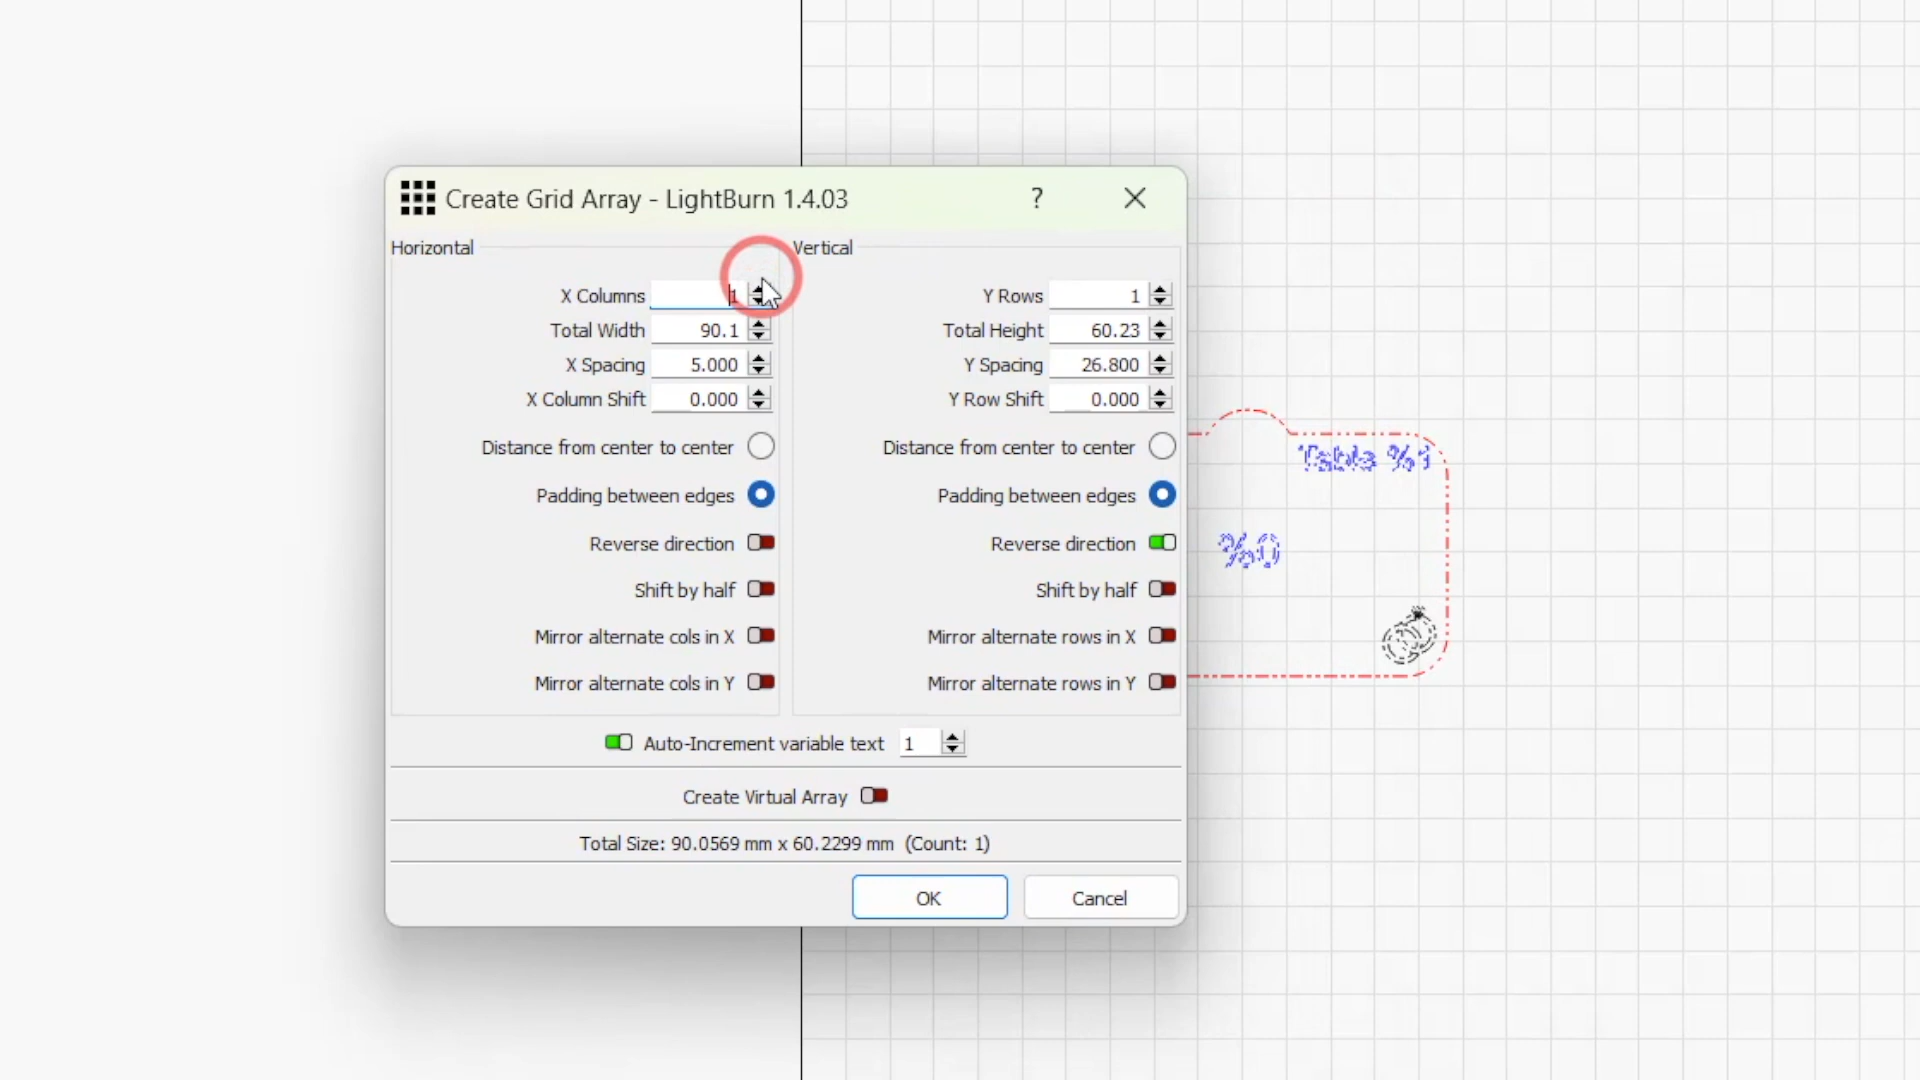 Create Grid Array - LightBurn 1.4.03 ?
Horizontal
X Columns 1
Total Width 90.1
X Spacing 5.000
X Column Shift 0.000
Distance from center to center
Padding between edges
Reverse direction
Shift by half
Mirror alternate cols in X
Mirror alternate cols in Y
Vertical
Y Rows 1
Total Height 60.23
Y Spacing 26.800
Y Row Shift 0.000
Distance from center to center
Padding between edges
Reverse direction
Shift by half
Mirror alternate rows in X
Mirror alternate rows in Y
Auto-Increment variable text 1
Create Virtual Array
Total Size: 90.0569 mm x 60.2299 mm (Count: 1)
OK
Cancel
Table %1
%0